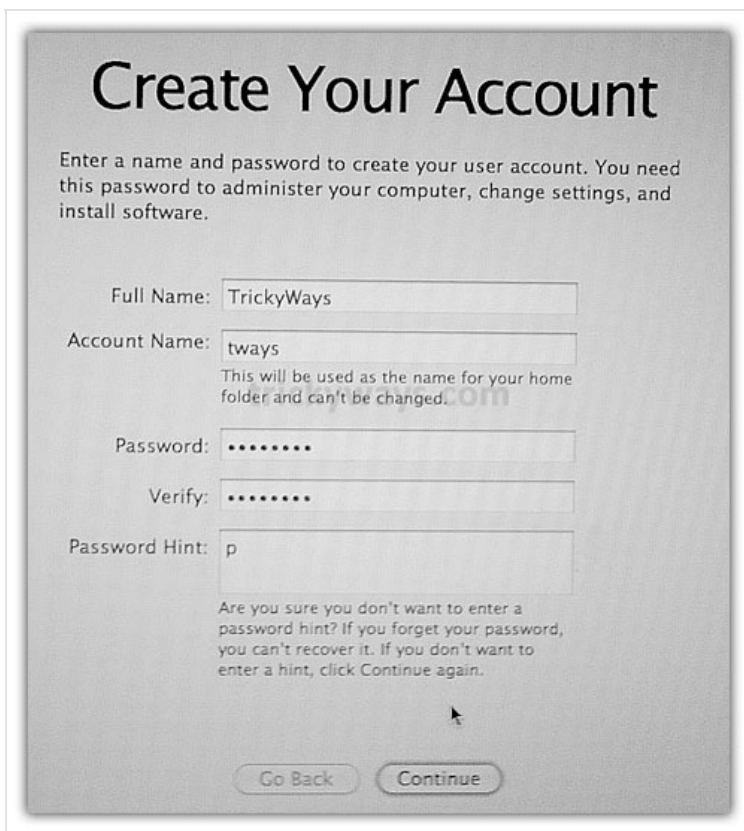 Create Your Account
Enter a name and password to create your user account. You need
this password to administer your computer, change settings, and
install software.
Full Name: TrickyWays
Account Name: tways
This will be used as the name for your home
folder and can't be changed.
trickyways.com
Password: ••••••••
Verify: ••••••••
Password Hint: p
Are you sure you don't want to enter a
password hint? If you forget your password,
you can't recover it. If you don't want to
enter a hint, click Continue again.
Go Back Continue